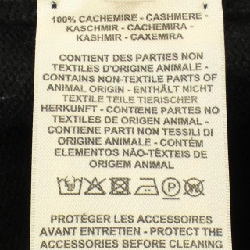 100% CACHEMIRE - CASHMERE
KASCHMIR - CACHEMIRA
KAŠMIR - CAXEMIRA
CONTIENT DES PARTIES NON
TEXTILES D'ORIGINE ANIMALE
- CONTAINS NON-TEXTILE PARTS OF
ANIMAL ORIGIN - ENTHÄLT NICHT
TEXTILE TEILE TIERISCHER
HERKUNFT - CONTIENE PARTES
NO TEXTILES DE ORIGEN ANIMAL -
CONTIENE PARTI NON TESSILI DI
ORIGINE ANIMALE - CONTÉM
ELEMENTOS NÃO-TÊXTEIS DE
ORIGEM ANIMAL
P
PROTÉGER LES ACCESSOIRES
AVANT ENTRETIEN - PROTECT THE
ACCESSORIES BEFORE